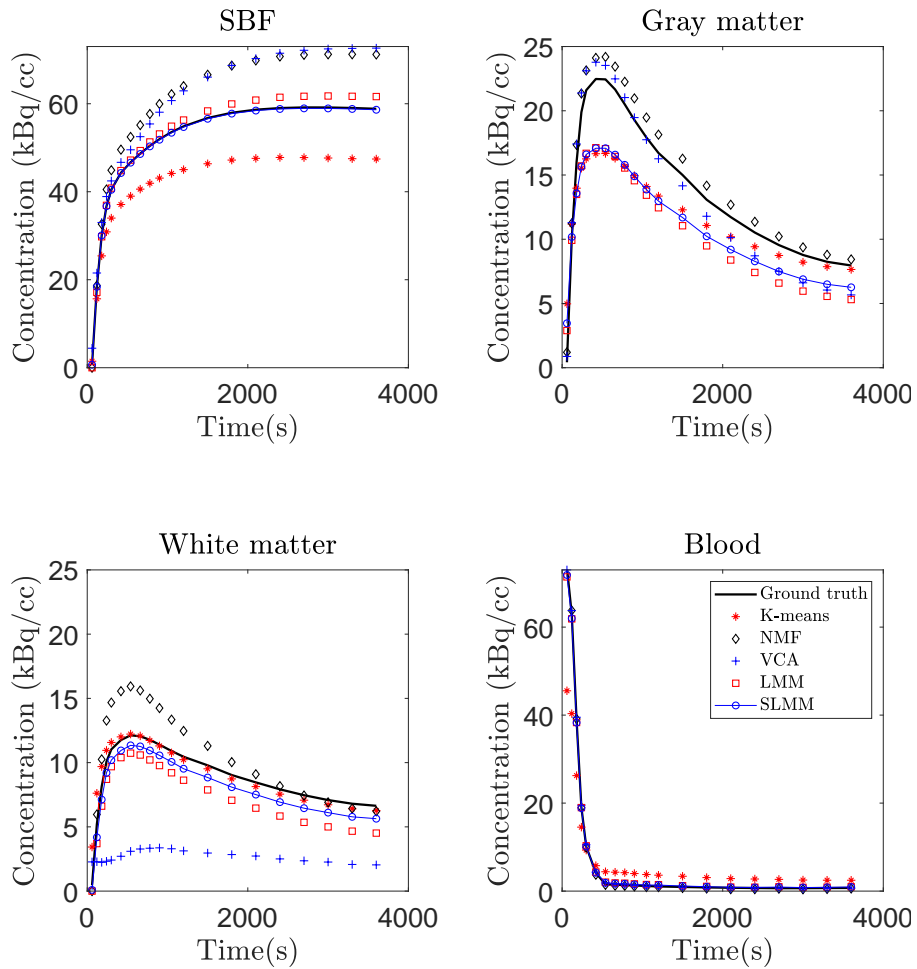 SBF
Concentration (kBq/cc)
60
40
20
0
0 2000 4000
Time(s)
Gray matter
Concentration (kBq/cc)
25
20
15
10
5
0
0 2000 4000
Time(s)
White matter
Concentration (kBq/cc)
25
20
15
10
5
0
0 2000 4000
Time(s)
Blood
Concentration (kBq/cc)
60
40
20
0
0 2000 4000
Time(s)
Ground truth
K-means
NMF
VCA
LMM
SLMM